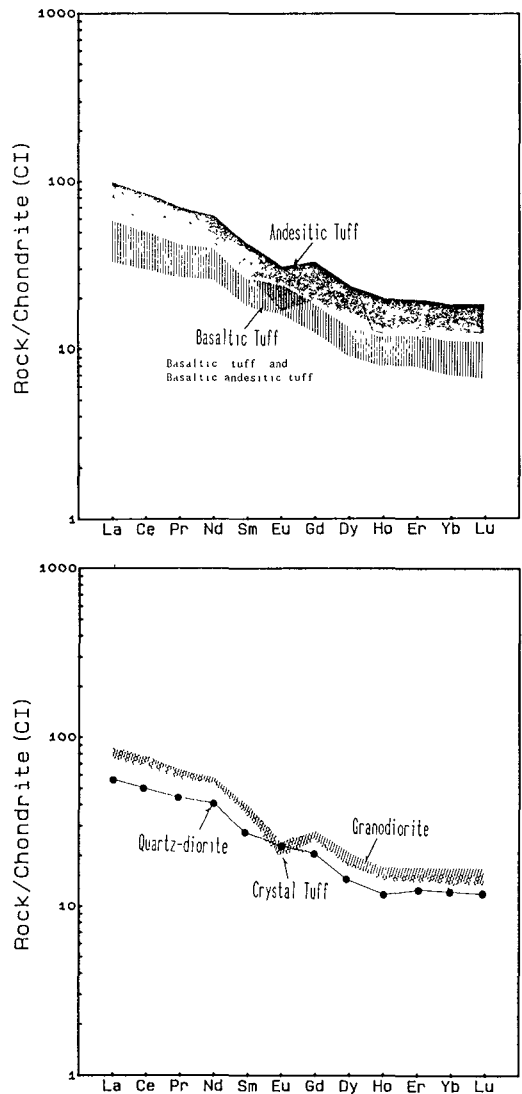 1000
100
10
1
Rock/Chondrite (CI)
Andesitic Tuff
Basaltic Tuff
Basaltic tuff and
Basaltic andesitic tuff
La Ce Pr Nd Sm Eu Gd Dy Ho Er Yb Lu
1000
100
10
1
Rock/Chondrite (CI)
Quartz-diorite
Granodiorite
Crystal Tuff
La Ce Pr Nd Sm Eu Gd Dy Ho Er Yb Lu